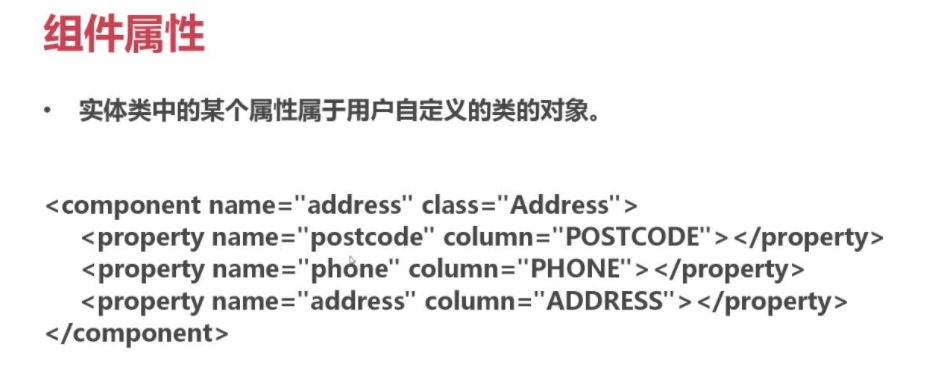 组件属性
• 实体类中的某个属性属于用户自定义的类的对象。
<component name="address" class="Address">
<property name="postcode" column="POSTCODE"></property>
<property name="phone" column="PHONE"></property>
<property name="address" column="ADDRESS"></property>
</component>